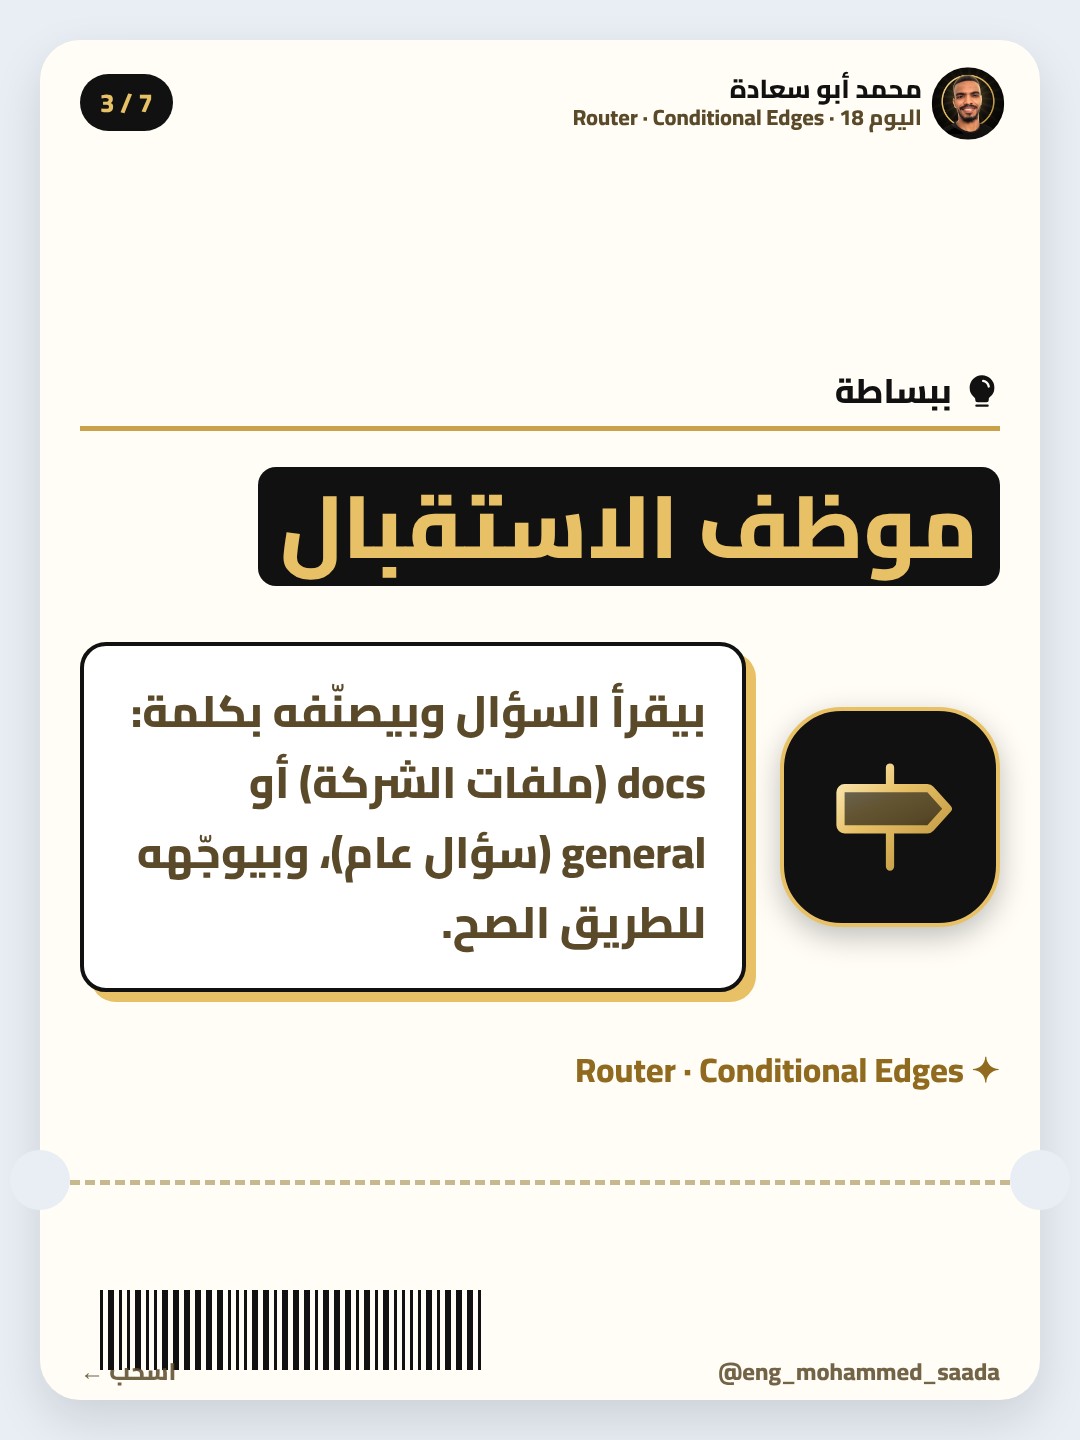 محمد أبو سعادة
اليوم 18 · Router · Conditional Edges
3 / 7
ببساطة
موظف الاستقبال
بيقرأ السؤال وبيصنّفه بكلمة:
docs (ملفات الشركة) أو
general (سؤال عام)، وبيوجّهه
للطريق الصح.
✦ Router · Conditional Edges
@eng_mohammed_saada
اسحب ←